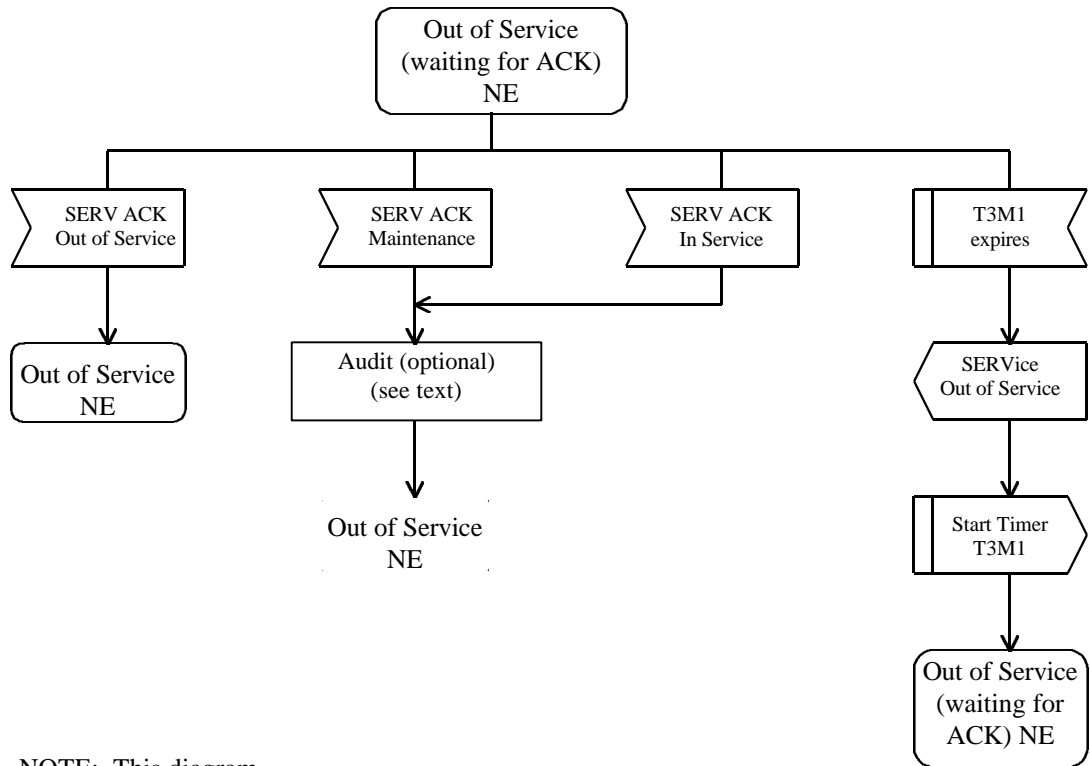 Out of Service
(waiting for ACK)
NE
SERV ACK
Out of Service
SERV ACK
Maintenance
SERV ACK
In Service
T3M1
expires
Out of Service
NE
Audit (optional)
(see text)
SERVice
Out of Service
Out of Service
NE
Start Timer
T3M1
Out of Service
(waiting for
ACK) NE
NOTE: This diagram